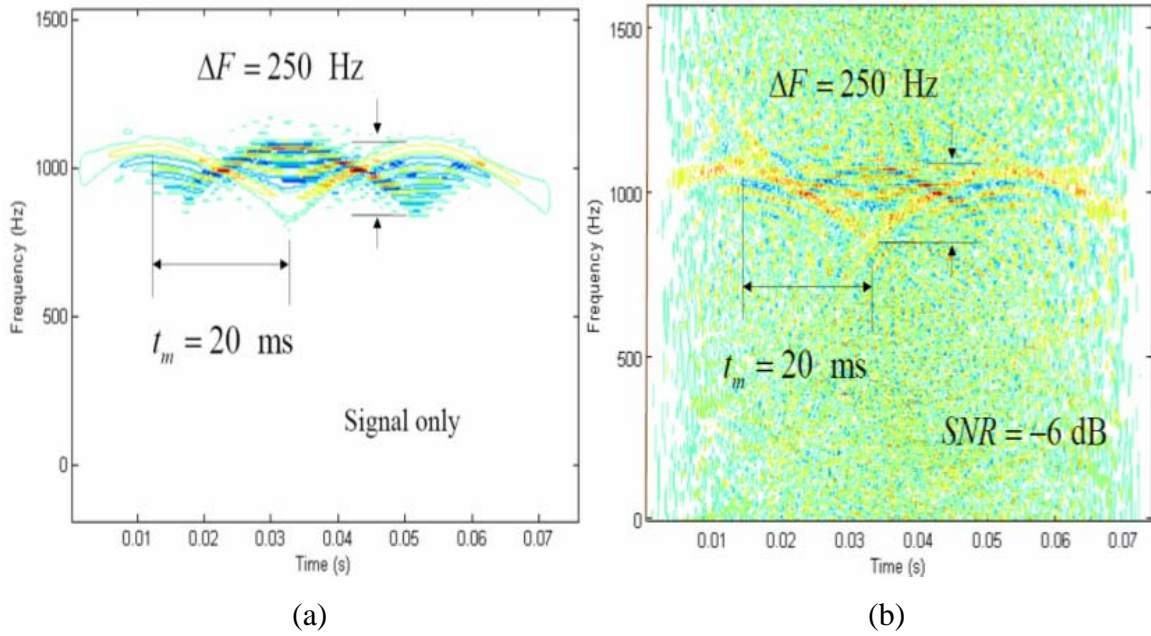 1500
1000
500
0
Frequency (Hz)
ΔF = 250 Hz
t_m = 20 ms
Signal only
0.01 0.02 0.03 0.04 0.05 0.06 0.07
Time (s)
(a)
1500
1000
500
0
Frequency (Hz)
ΔF = 250 Hz
t_m = 20 ms
SNR = −6 dB
0.01 0.02 0.03 0.04 0.05 0.06 0.07
Time (s)
(b)